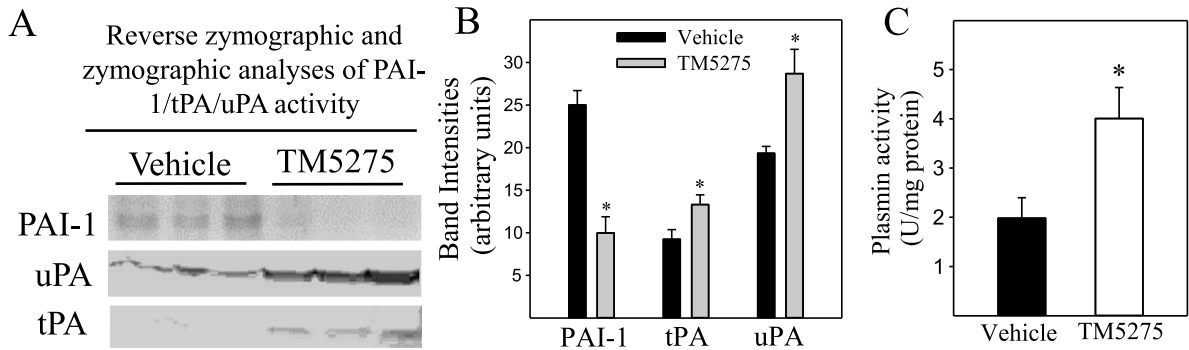 A
Reverse zymographic and
zymographic analyses of PAI-
1/tPA/uPA activity
Vehicle TM5275
PAI-1
uPA
tPA
B
Vehicle
TM5275
Band Intensities
(arbitrary units)
30
25
20
15
10
5
*
*
*
PAI-1 tPA uPA
C
Plasmin activity
(U/mg protein)
5
4
3
2
1
*
Vehicle TM5275